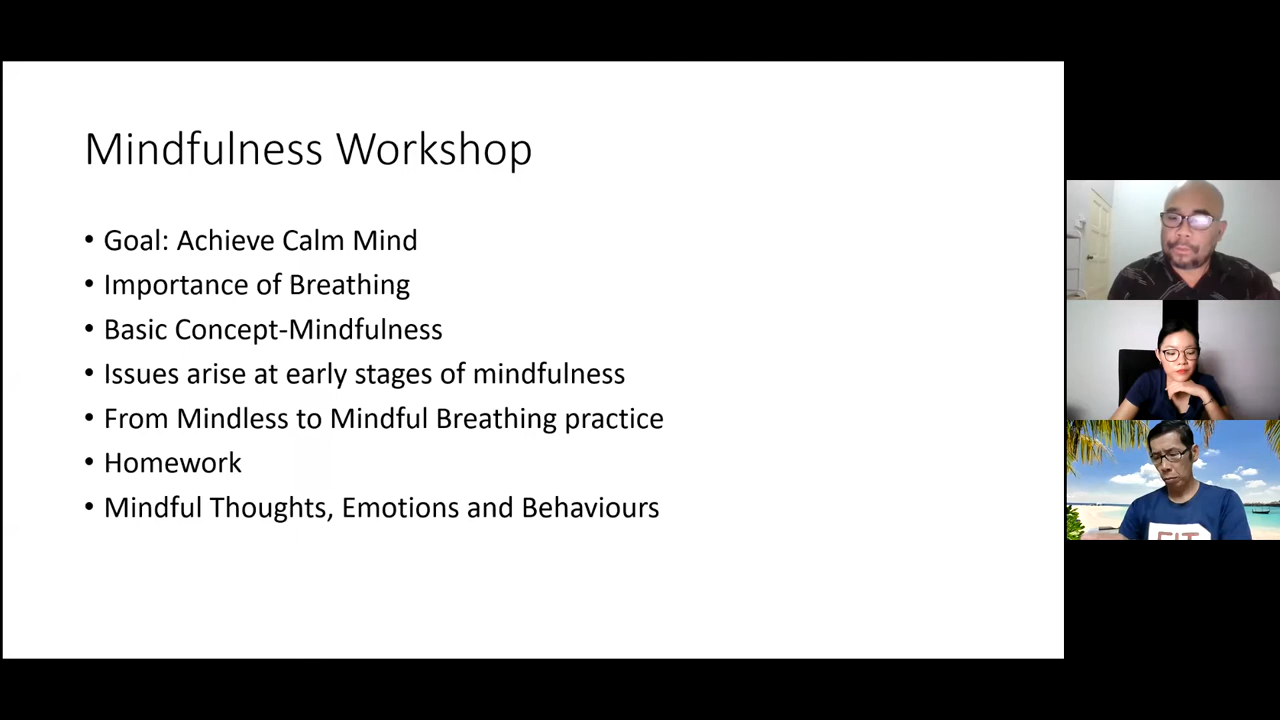 Mindfulness Workshop
• Goal: Achieve Calm Mind
• Importance of Breathing
• Basic Concept-Mindfulness
• Issues arise at early stages of mindfulness
• From Mindless to Mindful Breathing practice
• Homework
• Mindful Thoughts, Emotions and Behaviours
FIT